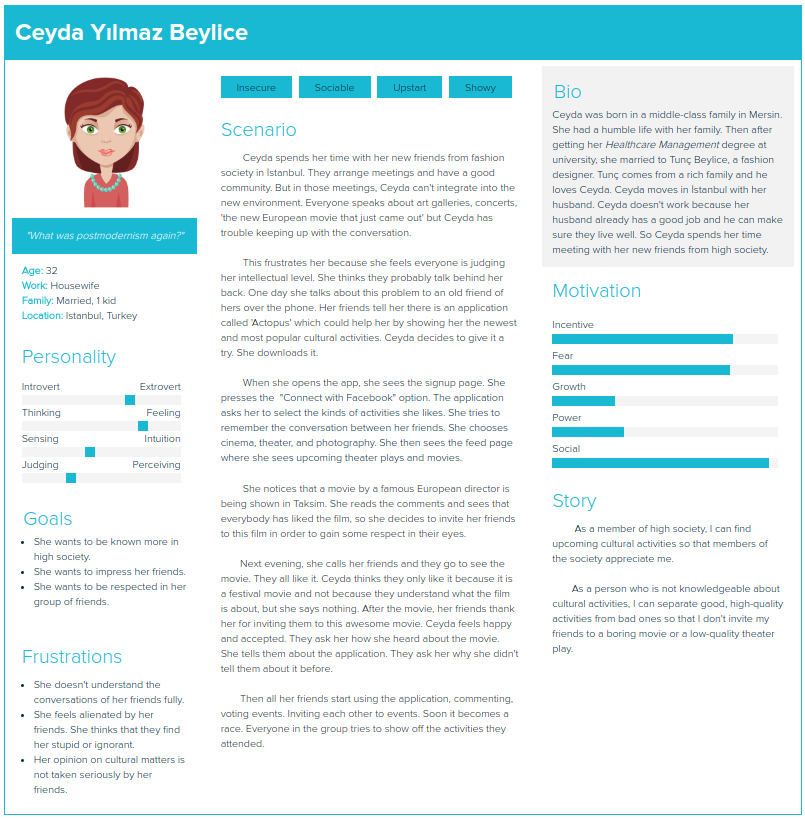 Ceyda Yılmaz Beylice
"What was postmodernism again?"
Age: 32
Work: Housewife
Family: Married, 1 kid
Location: Istanbul, Turkey
Personality
Introvert Extrovert
Thinking Feeling
Sensing Intuition
Judging Perceiving
Goals
• She wants to be known more in
high society.
• She wants to impress her friends.
• She wants to be respected in her
group of friends.
Frustrations
• She doesn't understand the
conversations of her friends fully.
• She feels alienated by her
friends. She thinks that they find
her stupid or ignorant.
• Her opinion on cultural matters is
not taken seriously by her
friends.
Insecure Sociable Upstart Showy
Scenario
Ceyda spends her time with her new friends from fashion
society in İstanbul. They arrange meetings and have a good
community. But in those meetings, Ceyda can't integrate into the
new environment. Everyone speaks about art galleries, concerts,
'the new European movie that just came out' but Ceyda has
trouble keeping up with the conversation.
This frustrates her because she feels everyone is judging
her intellectual level. She thinks they probably talk behind her
back. One day she talks about this problem to an old friend of
hers over the phone. Her friends tell her there is an application
called 'Actopus' which could help her by showing her the newest
and most popular cultural activities. Ceyda decides to give it a
try. She downloads it.
When she opens the app, she sees the signup page. She
presses the "Connect with Facebook" option. The application
asks her to select the kinds of activities she likes. She tries to
remember the conversation between her friends. She chooses
cinema, theater, and photography. She then sees the feed page
where she sees upcoming theater plays and movies.
She notices that a movie by a famous European director is
being shown in Taksim. She reads the comments and sees that
everybody has liked the film, so she decides to invite her friends
to this film in order to gain some respect in their eyes.
Next evening, she calls her friends and they go to see the
movie. They all like it. Ceyda thinks they only like it because it is
a festival movie and not because they understand what the film
is about, but she says nothing. After the movie, her friends thank
her for inviting them to this awesome movie. Ceyda feels happy
and accepted. They ask her how she heard about the movie.
She tells them about the application. They ask her why she didn't
tell them about it before.
Then all her friends start using the application, commenting,
voting events. Inviting each other to events. Soon it becomes a
race. Everyone in the group tries to show off the activities they
attended.
Bio
Ceyda was born in a middle-class family in Mersin.
She had a humble life with her family. Then after
getting her Healthcare Management degree at
university, she married to Tunç Beylice, a fashion
designer. Tunç comes from a rich family and he
loves Ceyda. Ceyda moves in İstanbul with her
husband. Ceyda doesn't work because her
husband already has a good job and he can make
sure they live well. So Ceyda spends her time
meeting with her new friends from high society.
Motivation
Incentive
Fear
Growth
Power
Social
Story
As a member of high society, I can find
upcoming cultural activities so that members of
the society appreciate me.
As a person who is not knowledgeable about
cultural activities, I can separate good, high-quality
activities from bad ones so that I don't invite my
friends to a boring movie or a low-quality theater
play.